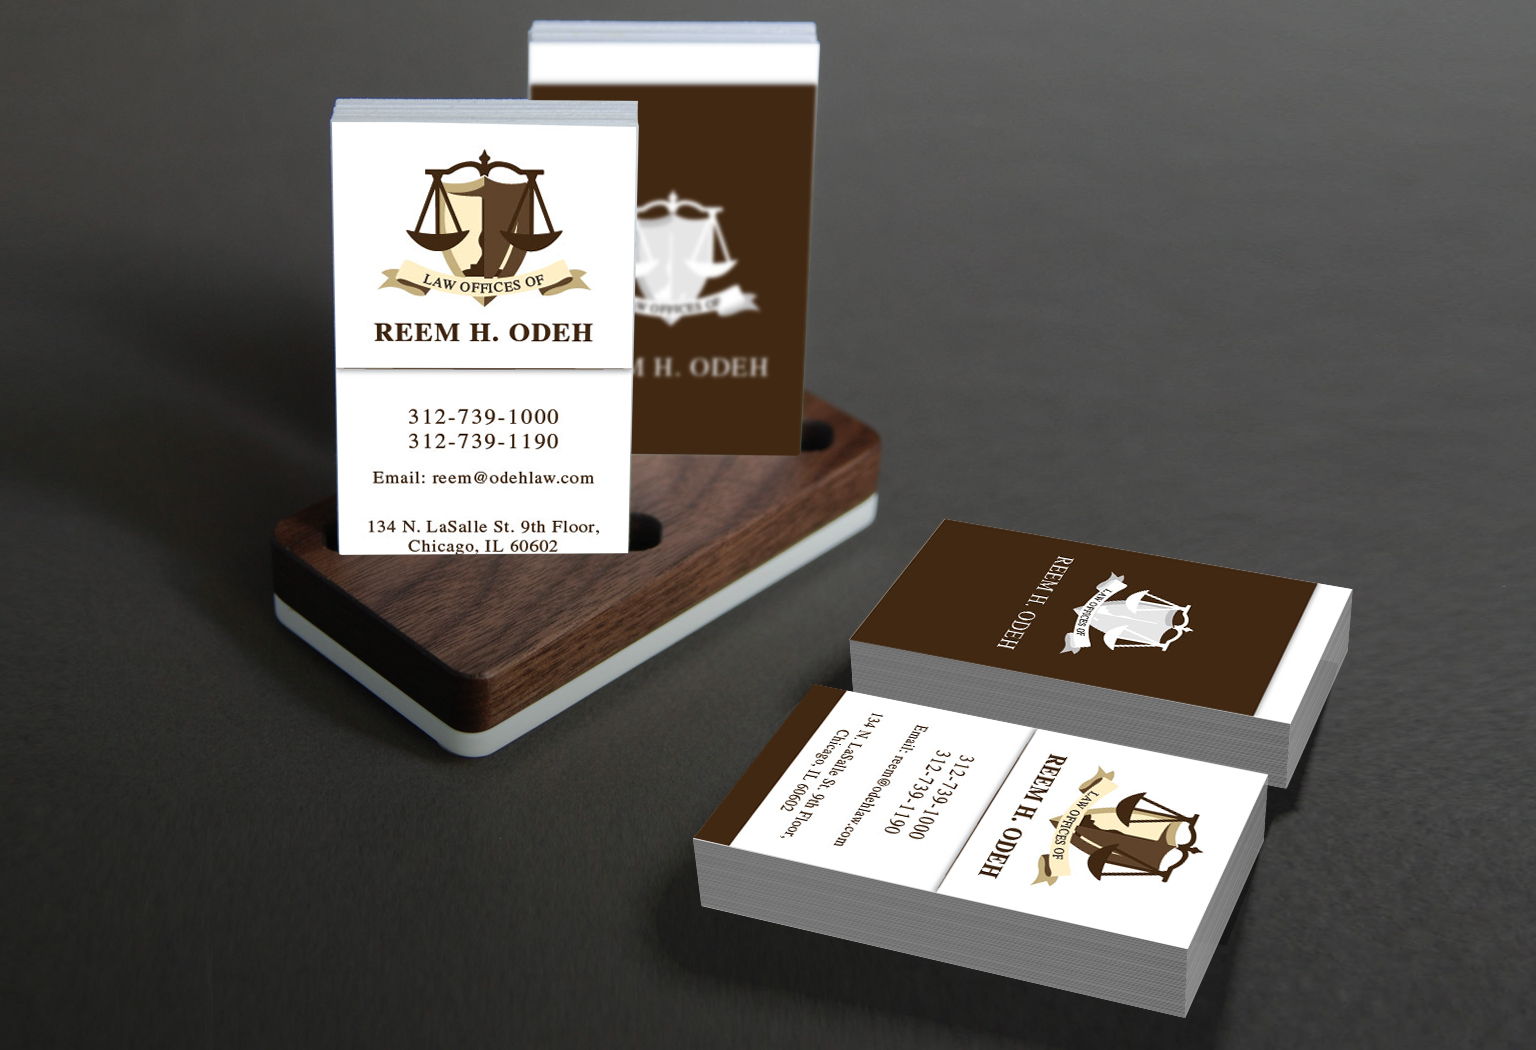 LAW OFFICES OF
REEM H. ODEH
312-739-1000
312-739-1190
Email: reem@odehlaw.com
134 N. LaSalle St. 9th Floor,
Chicago, IL 60602
W OFFICES OF
M H. ODEH
LAW OFFICES OF
REEM H. ODEH
LAW OFFICES OF
REEM H. ODEH
312-739-1000
312-739-1190
Email: reem@odehlaw.com
134 N. LaSalle St. 9th Floor,
Chicago, IL 60602